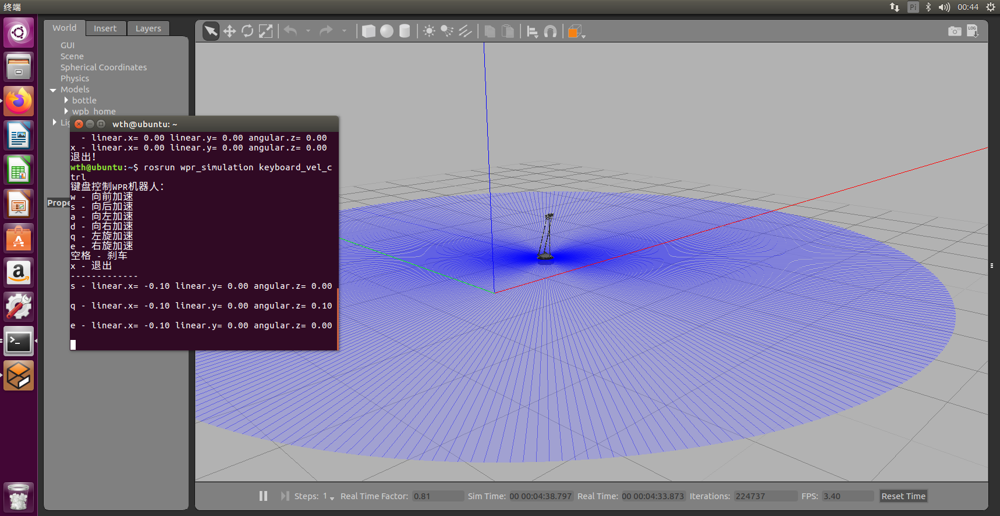 终端
Pi
00:44
World
Insert
Layers
LOG
GUI
Scene
Spherical Coordinates
Physics
Models
bottle
wpb_home
Lig
Prope
wth@ubuntu: ~
- linear.x= 0.00 linear.y= 0.00 angular.z= 0.00
x - linear.x= 0.00 linear.y= 0.00 angular.z= 0.00
退出!
wth@ubuntu:~$ rosrun wpr_simulation keyboard_vel_c
trl
键盘控制WPR机器人:
w - 向前加速
s - 向后加速
a - 向左加速
d - 向右加速
q - 左旋加速
e - 右旋加速
空格 - 刹车
x - 退出
-------------
s - linear.x= -0.10 linear.y= 0.00 angular.z= 0.00
q - linear.x= -0.10 linear.y= 0.00 angular.z= 0.10
e - linear.x= -0.10 linear.y= 0.00 angular.z= 0.00
Steps: 1 Real Time Factor: 0.81 Sim Time: 00 00:04:38.797 Real Time: 00 00:04:33.873 Iterations: 224737 FPS: 3.40 Reset Time